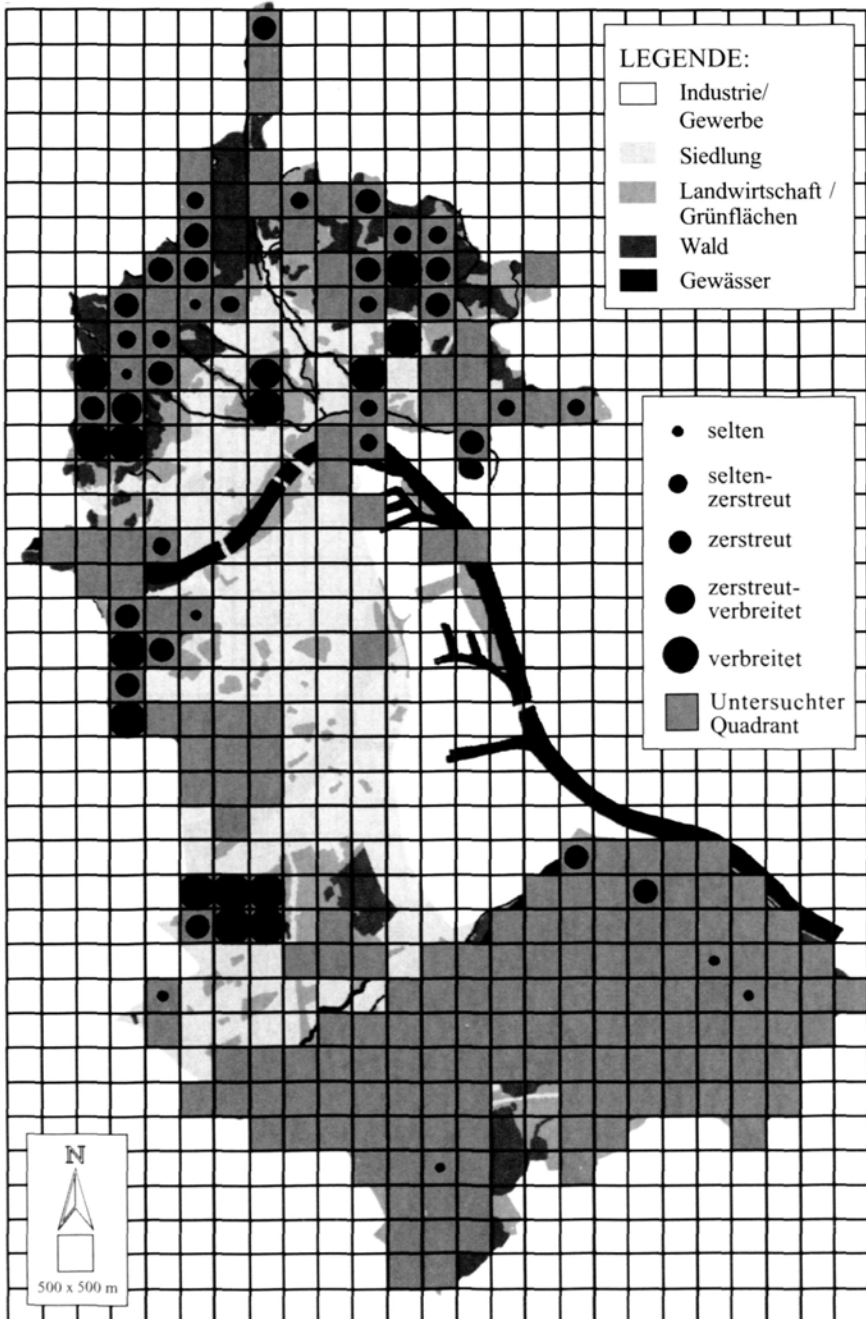 LEGENDE:
Industrie/
Gewerbe
Siedlung
Landwirtschaft /
Grünflächen
Wald
Gewässer
selten
selten-
zerstreut
zerstreut
zerstreut-
verbreitet
verbreitet
Untersuchter
Quadrant
N
500 x 500 m